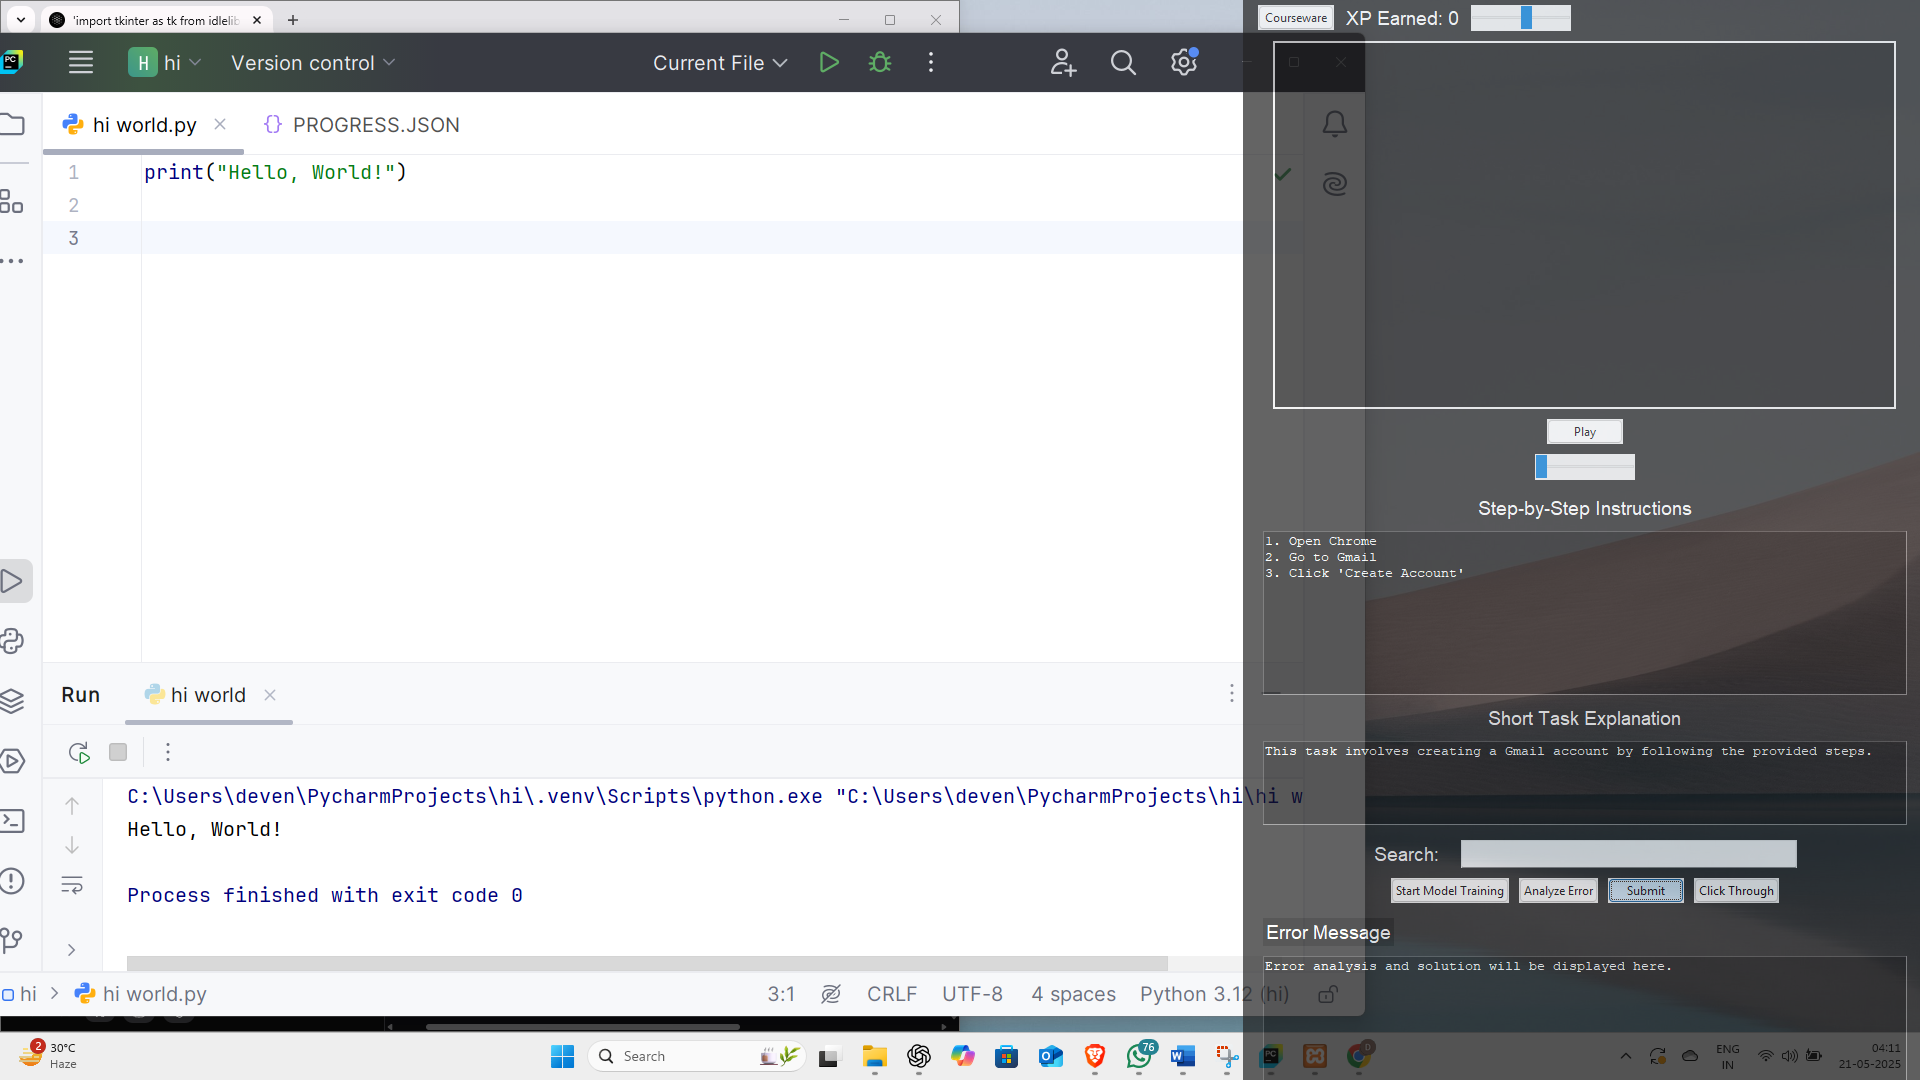 'import tkinter as tk from idlelib
Courseware
XP Earned: 0
PC
H
hi
Version control
Current File
hi world.py
PROGRESS.JSON
1
print("Hello, World!")
2
3
Play
Step-by-Step Instructions
1. Open Chrome
2. Go to Gmail
3. Click 'Create Account'
Run
hi world
Short Task Explanation
This task involves creating a Gmail account by following the provided steps.
C:\Users\deven\PycharmProjects\hi\.venv\Scripts\python.exe "C:\Users\deven\PycharmProjects\hi\hi w
Hello, World!
Process finished with exit code 0
Search:
Start Model Training
Analyze Error
Submit
Click Through
Error Message
Error analysis and solution will be displayed here.
hi
hi world.py
3:1
CRLF
UTF-8
4 spaces
Python 3.12 (hi)
2
30°C
Haze
Search
76
PC
D
ENG
IN
04:11
21-05-2025